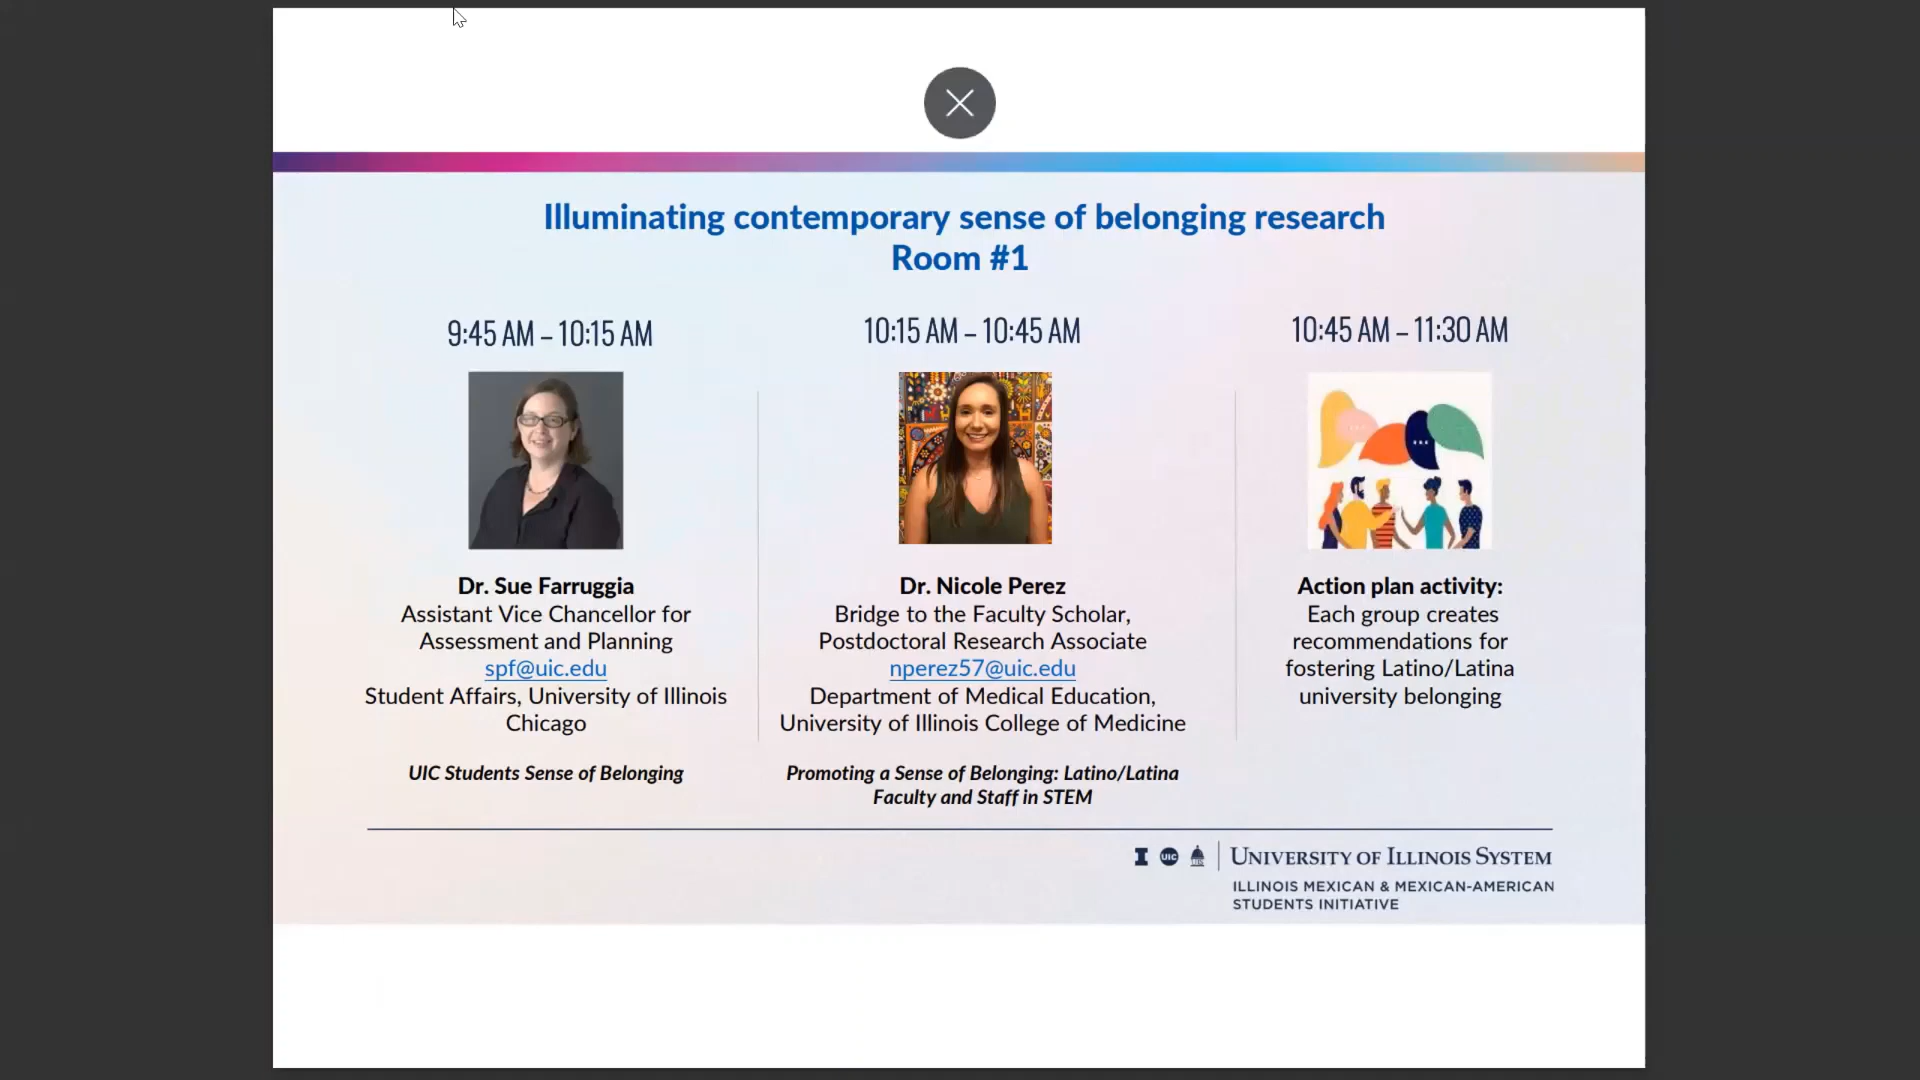 Illuminating contemporary sense of belonging research
Room #1
9:45 AM – 10:15 AM
Dr. Sue Farruggia
Assistant Vice Chancellor for
Assessment and Planning
spf@uic.edu
Student Affairs, University of Illinois
Chicago
UIC Students Sense of Belonging
10:15 AM – 10:45 AM
Dr. Nicole Perez
Bridge to the Faculty Scholar,
Postdoctoral Research Associate
nperez57@uic.edu
Department of Medical Education,
University of Illinois College of Medicine
Promoting a Sense of Belonging: Latino/Latina
Faculty and Staff in STEM
10:45 AM – 11:30 AM
Action plan activity:
Each group creates
recommendations for
fostering Latino/Latina
university belonging
I UIC UNIVERSITY OF ILLINOIS SYSTEM
ILLINOIS MEXICAN & MEXICAN-AMERICAN
STUDENTS INITIATIVE